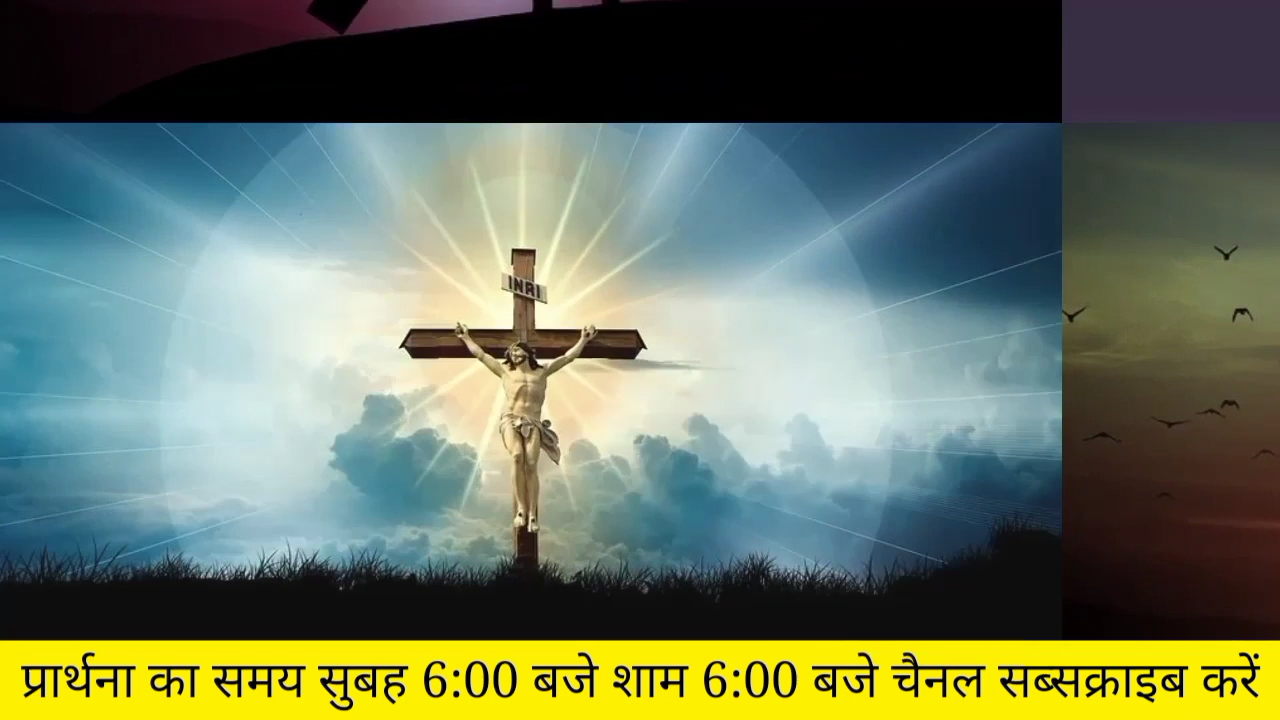 INRI
प्रार्थना का समय सुबह 6:00 बजे शाम 6:00 बजे चैनल सब्सक्राइब करें